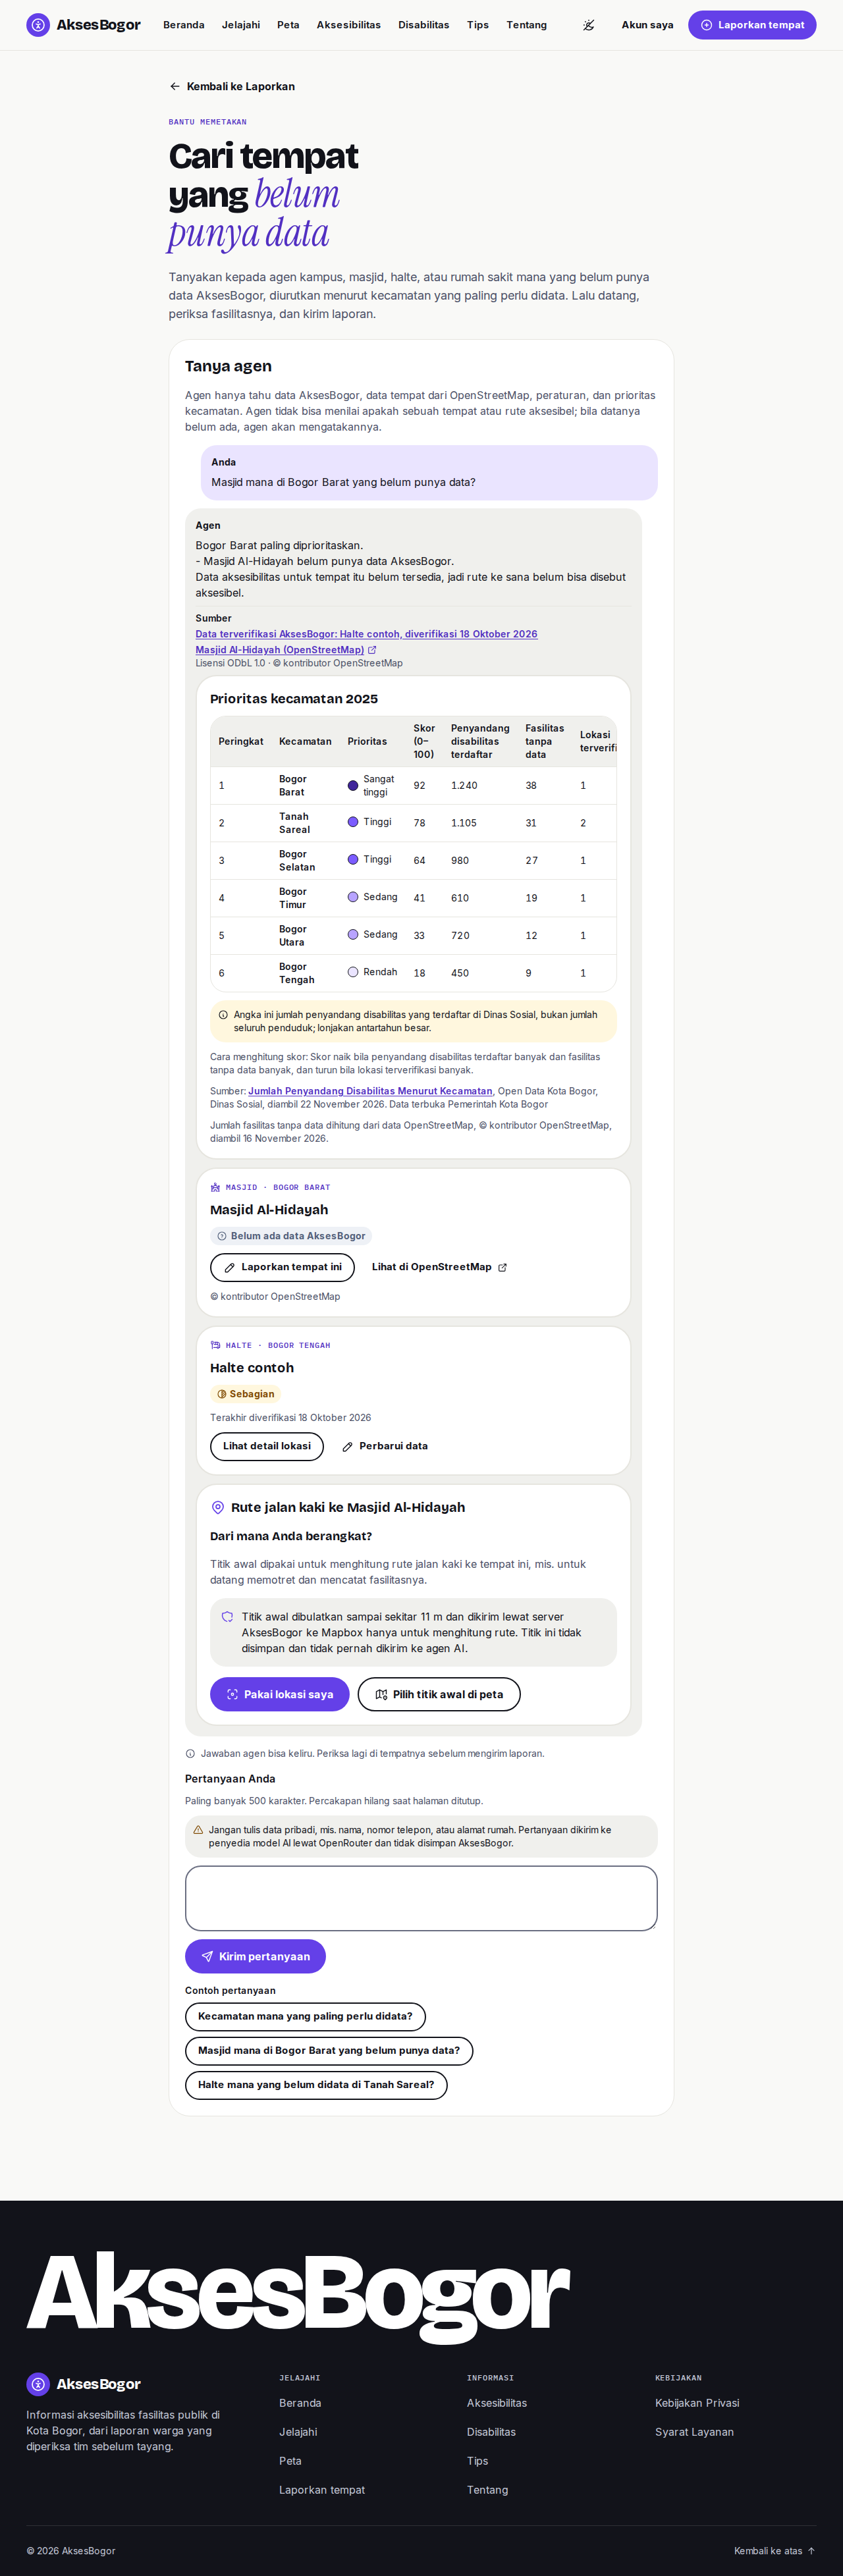 AksesBogor
Beranda Jelajahi Peta Aksesibilitas Disabilitas Tips Tentang Akun saya Laporkan tempat
Kembali ke Laporkan
BANTU MEMETAKAN
Cari tempat
yang belum
punya data
Tanyakan kepada agen kampus, masjid, halte, atau rumah sakit mana yang belum punya
data AksesBogor, diurutkan menurut kecamatan yang paling perlu didata. Lalu datang,
periksa fasilitasnya, dan kirim laporan.
Tanya agen
Agen hanya tahu data AksesBogor, data tempat dari OpenStreetMap, peraturan, dan prioritas
kecamatan. Agen tidak bisa menilai apakah sebuah tempat atau rute aksesibel; bila datanya
belum ada, agen akan mengatakannya.
Anda
Masjid mana di Bogor Barat yang belum punya data?
Agen
Bogor Barat paling diprioritaskan.
- Masjid Al-Hidayah belum punya data AksesBogor.
Data aksesibilitas untuk tempat itu belum tersedia, jadi rute ke sana belum bisa disebut
aksesibel.
Sumber
Data terverifikasi AksesBogor: Halte contoh, diverifikasi 18 Oktober 2026
Masjid Al-Hidayah (OpenStreetMap)
Lisensi ODbL 1.0 · © kontributor OpenStreetMap
Prioritas kecamatan 2025
Peringkat Kecamatan Prioritas Skor (0–100) Penyandang disabilitas terdaftar Fasilitas tanpa data Lokasi terverifi
1 Bogor Barat Sangat tinggi 92 1.240 38 1
2 Tanah Sareal Tinggi 78 1.105 31 2
3 Bogor Selatan Tinggi 64 980 27 1
4 Bogor Timur Sedang 41 610 19 1
5 Bogor Utara Sedang 33 720 12 1
6 Bogor Tengah Rendah 18 450 9 1
Angka ini jumlah penyandang disabilitas yang terdaftar di Dinas Sosial, bukan jumlah
seluruh penduduk; lonjakan antartahun besar.
Cara menghitung skor: Skor naik bila penyandang disabilitas terdaftar banyak dan fasilitas
tanpa data banyak, dan turun bila lokasi terverifikasi banyak.
Sumber: Jumlah Penyandang Disabilitas Menurut Kecamatan, Open Data Kota Bogor,
Dinas Sosial, diambil 22 November 2026. Data terbuka Pemerintah Kota Bogor
Jumlah fasilitas tanpa data dihitung dari data OpenStreetMap, © kontributor OpenStreetMap,
diambil 16 November 2026.
MASJID · BOGOR BARAT
Masjid Al-Hidayah
Belum ada data AksesBogor
Laporkan tempat ini Lihat di OpenStreetMap
© kontributor OpenStreetMap
HALTE · BOGOR TENGAH
Halte contoh
Sebagian
Terakhir diverifikasi 18 Oktober 2026
Lihat detail lokasi Perbarui data
Rute jalan kaki ke Masjid Al-Hidayah
Dari mana Anda berangkat?
Titik awal dipakai untuk menghitung rute jalan kaki ke tempat ini, mis. untuk
datang memotret dan mencatat fasilitasnya.
Titik awal dibulatkan sampai sekitar 11 m dan dikirim lewat server
AksesBogor ke Mapbox hanya untuk menghitung rute. Titik ini tidak
disimpan dan tidak pernah dikirim ke agen AI.
Pakai lokasi saya Pilih titik awal di peta
Jawaban agen bisa keliru. Periksa lagi di tempatnya sebelum mengirim laporan.
Pertanyaan Anda
Paling banyak 500 karakter. Percakapan hilang saat halaman ditutup.
Jangan tulis data pribadi, mis. nama, nomor telepon, atau alamat rumah. Pertanyaan dikirim ke
penyedia model AI lewat OpenRouter dan tidak disimpan AksesBogor.
Kirim pertanyaan
Contoh pertanyaan
Kecamatan mana yang paling perlu didata?
Masjid mana di Bogor Barat yang belum punya data?
Halte mana yang belum didata di Tanah Sareal?
AksesBogor
AksesBogor
Informasi aksesibilitas fasilitas publik di
Kota Bogor, dari laporan warga yang
diperiksa tim sebelum tayang.
JELAJAHI
Beranda
Jelajahi
Peta
Laporkan tempat
INFORMASI
Aksesibilitas
Disabilitas
Tips
Tentang
KEBIJAKAN
Kebijakan Privasi
Syarat Layanan
© 2026 AksesBogor
Kembali ke atas ↑